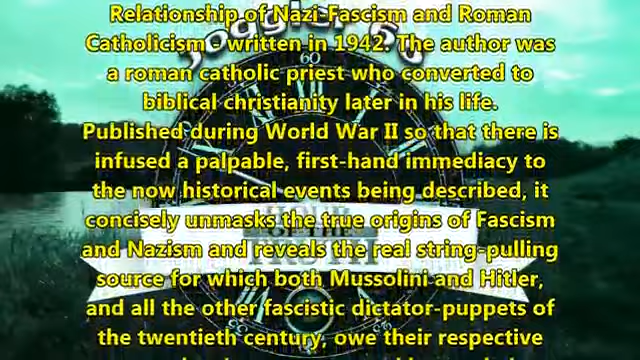 Relationship of Nazi-Fascism and Roman
Catholicism - written in 1942. The author was
a roman catholic priest who converted to
biblical christianity later in his life.
Published during World War II so that there is
infused a palpable, first-hand immediacy to
the now historical events being described, it
concisely unmasks the true origins of Fascism
and Nazism and reveals the real string-pulling
source for which both Mussolini and Hitler,
and all the other fascistic dictator-puppets of
the twentieth century, owe their respective